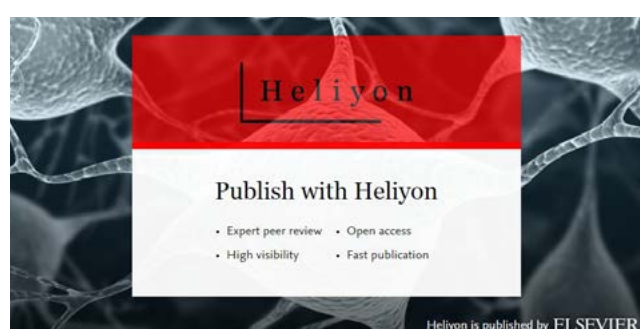 Heliyon
Publish with Heliyon
• Expert peer review • Open access
• High visibility • Fast publication
Heliyon is published by ELSEVIER